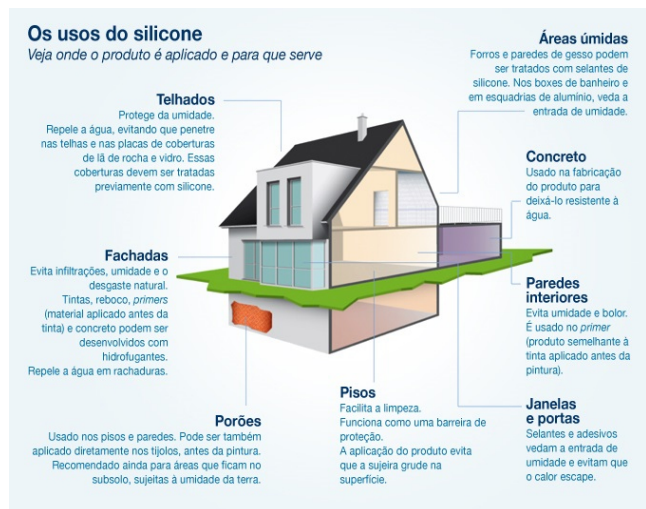 Os usos do silicone
Veja onde o produto é aplicado e para que serve
Áreas úmidas
Forros e paredes de gesso podem
ser tratados com selantes de
silicone. Nos boxes de banheiro e
em esquadrias de alumínio, veda a
entrada de umidade.
Telhados
Protege da umidade.
Repele a água, evitando que penetre
nas telhas e nas placas de coberturas
de lã de rocha e vidro. Essas
coberturas devem ser tratadas
previamente com silicone.
Concreto
Usado na fabricação
do produto para
deixá-lo resistente à
água.
Fachadas
Evita infiltrações, umidade e o
desgaste natural.
Tintas, reboco, primers
(material aplicado antes da
tinta) e concreto podem ser
desenvolvidos com
hidrofugantes.
Repele a água em rachaduras.
Paredes
interiores
Evita umidade e bolor.
É usado no primer
(produto semelhante à
tinta aplicado antes da
pintura).
Porões
Usado nos pisos e paredes. Pode ser também
aplicado diretamente nos tijolos, antes da pintura.
Recomendado ainda para áreas que ficam no
subsolo, sujeitas à umidade da terra.
Pisos
Facilita a limpeza.
Funciona como uma barreira de
proteção.
A aplicação do produto evita
que a sujeira grude na
superfície.
Janelas
e portas
Selantes e adesivos
vedam a entrada de
umidade e evitam que
o calor escape.